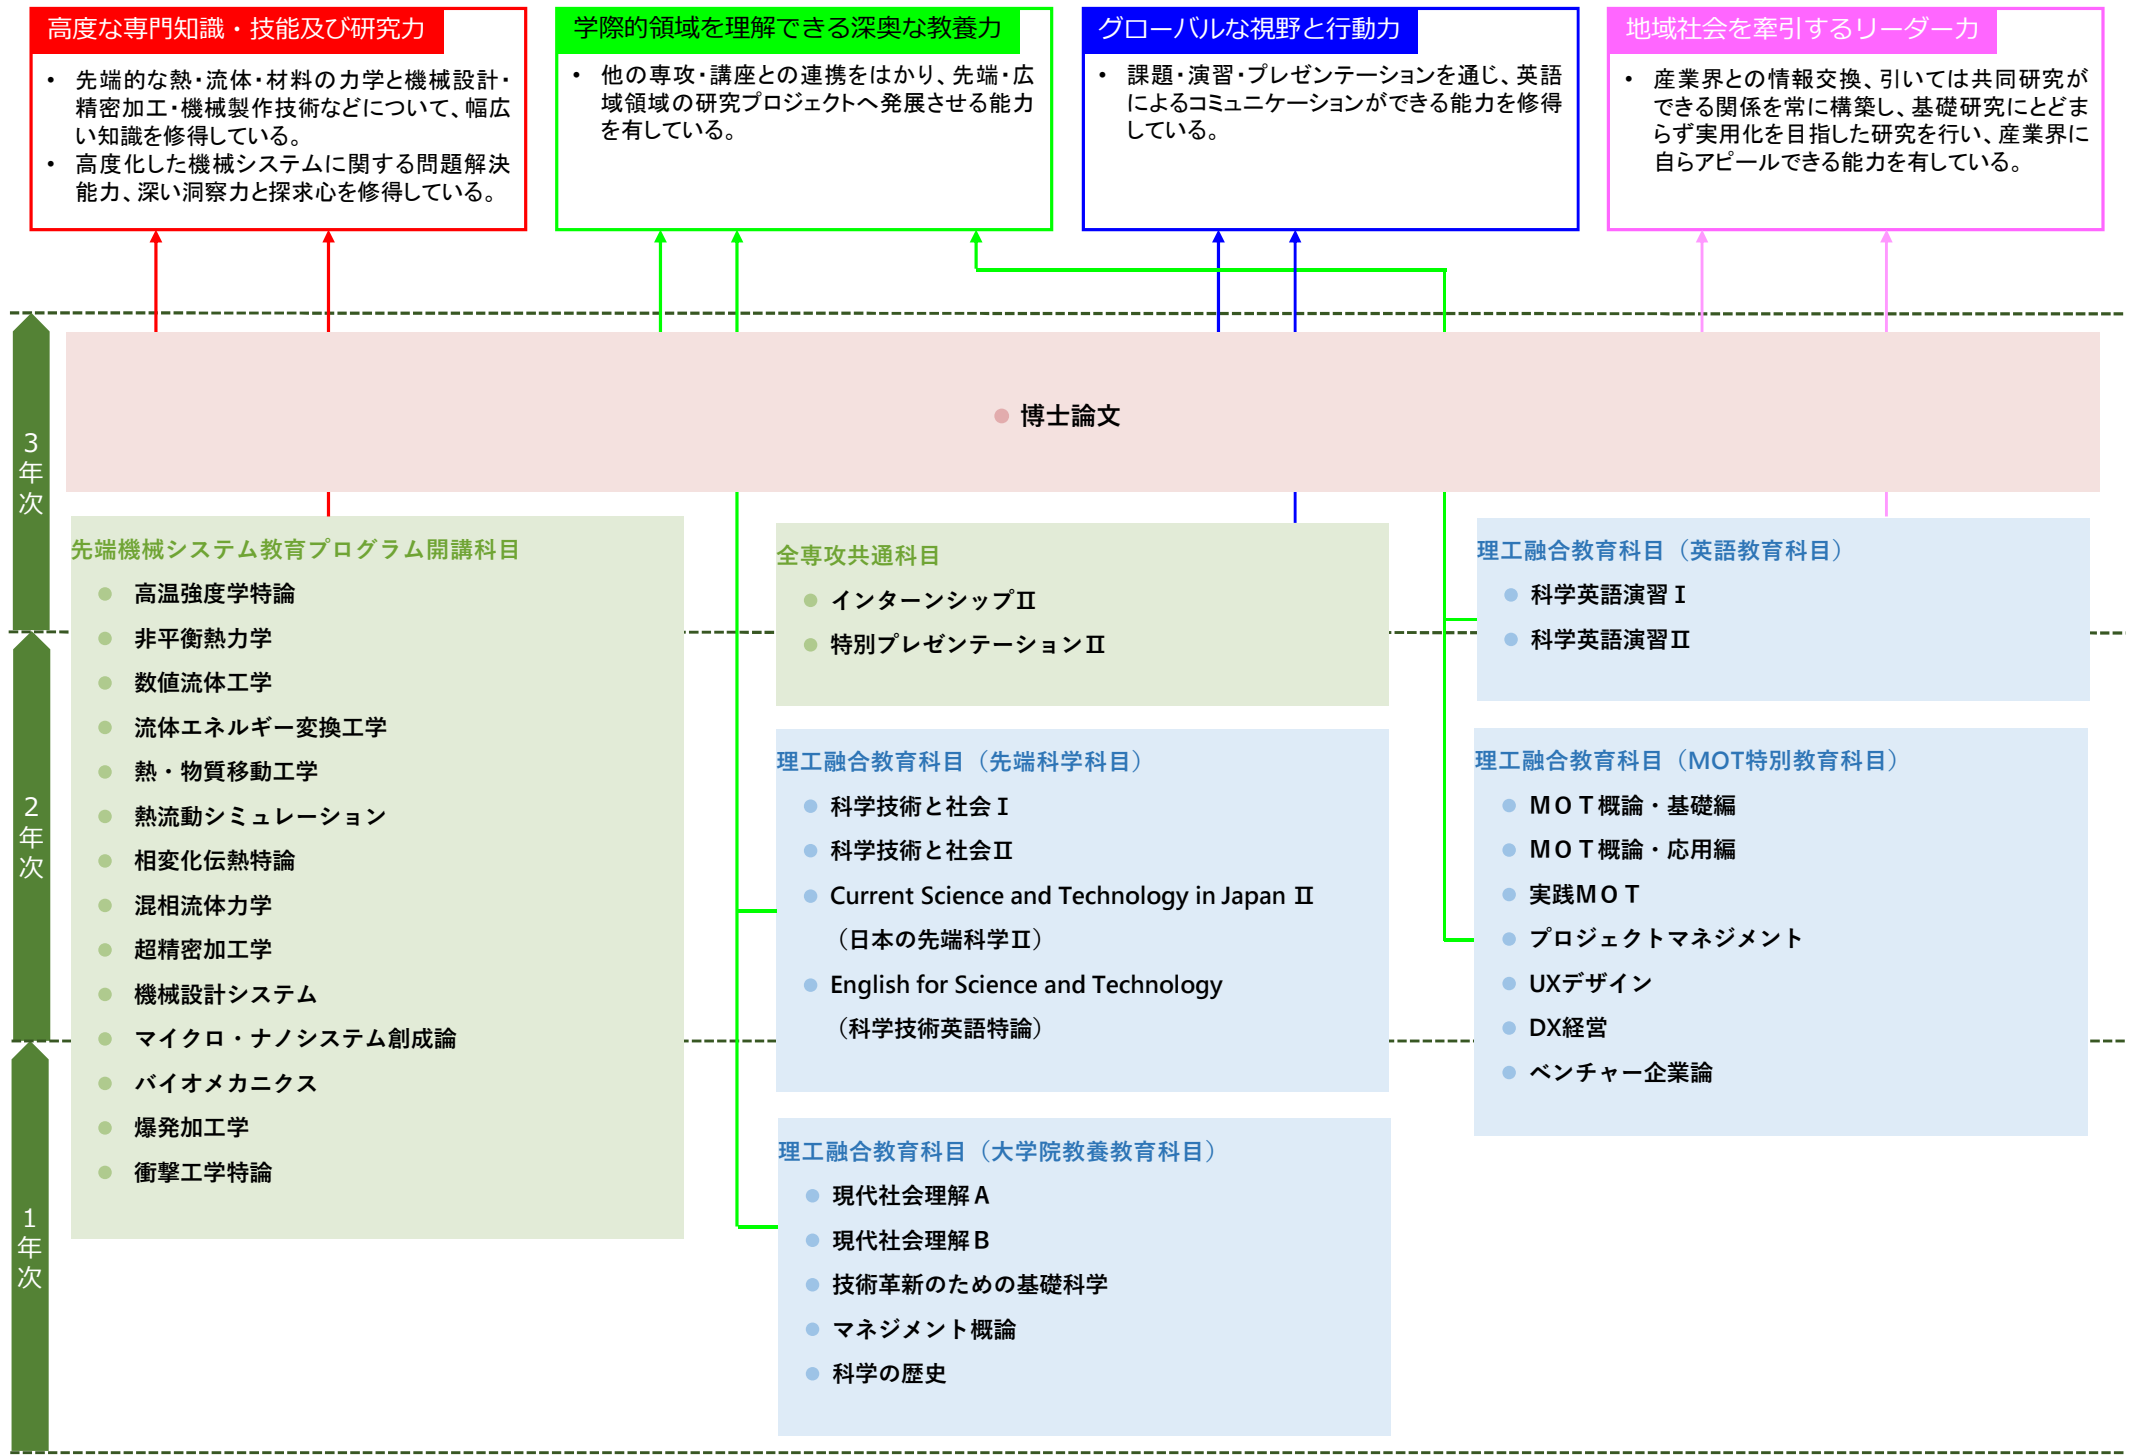 高度な専門知識・技能及び研究力
• 先端的な熱・流体・材料の力学と機械設計・
精密加工・機械製作技術などについて、幅広
い知識を修得している。
• 高度化した機械システムに関する問題解決
能力、深い洞察力と探求心を修得している。
学際的領域を理解できる深奥な教養力
• 他の専攻・講座との連携をはかり、先端・広
域領域の研究プロジェクトへ発展させる能力
を有している。
グローバルな視野と行動力
• 課題・演習・プレゼンテーションを通じ、英語
によるコミュニケーションができる能力を修得
している。
地域社会を牽引するリーダー力
• 産業界との情報交換、引いては共同研究が
できる関係を常に構築し、基礎研究にとどま
らず実用化を目指した研究を行い、産業界に
自らアピールできる能力を有している。
3年次
2年次
1年次
● 博士論文
先端機械システム教育プログラム開講科目
● 高温強度学特論
● 非平衡熱力学
● 数値流体工学
● 流体エネルギー変換工学
● 熱・物質移動工学
● 熱流動シミュレーション
● 相変化伝熱特論
● 混相流体力学
● 超精密加工学
● 機械設計システム
● マイクロ・ナノシステム創成論
● バイオメカニクス
● 爆発加工学
● 衝撃工学特論
全専攻共通科目
● インターンシップⅡ
● 特別プレゼンテーションⅡ
理工融合教育科目（先端科学科目）
● 科学技術と社会Ⅰ
● 科学技術と社会Ⅱ
● Current Science and Technology in Japan Ⅱ
（日本の先端科学Ⅱ）
● English for Science and Technology
（科学技術英語特論）
理工融合教育科目（大学院教養教育科目）
● 現代社会理解Ａ
● 現代社会理解Ｂ
● 技術革新のための基礎科学
● マネジメント概論
● 科学の歴史
理工融合教育科目（英語教育科目）
● 科学英語演習Ⅰ
● 科学英語演習Ⅱ
理工融合教育科目（MOT特別教育科目）
● ＭＯＴ概論・基礎編
● ＭＯＴ概論・応用編
● 実践ＭＯＴ
● プロジェクトマネジメント
● UXデザイン
● DX経営
● ベンチャー企業論